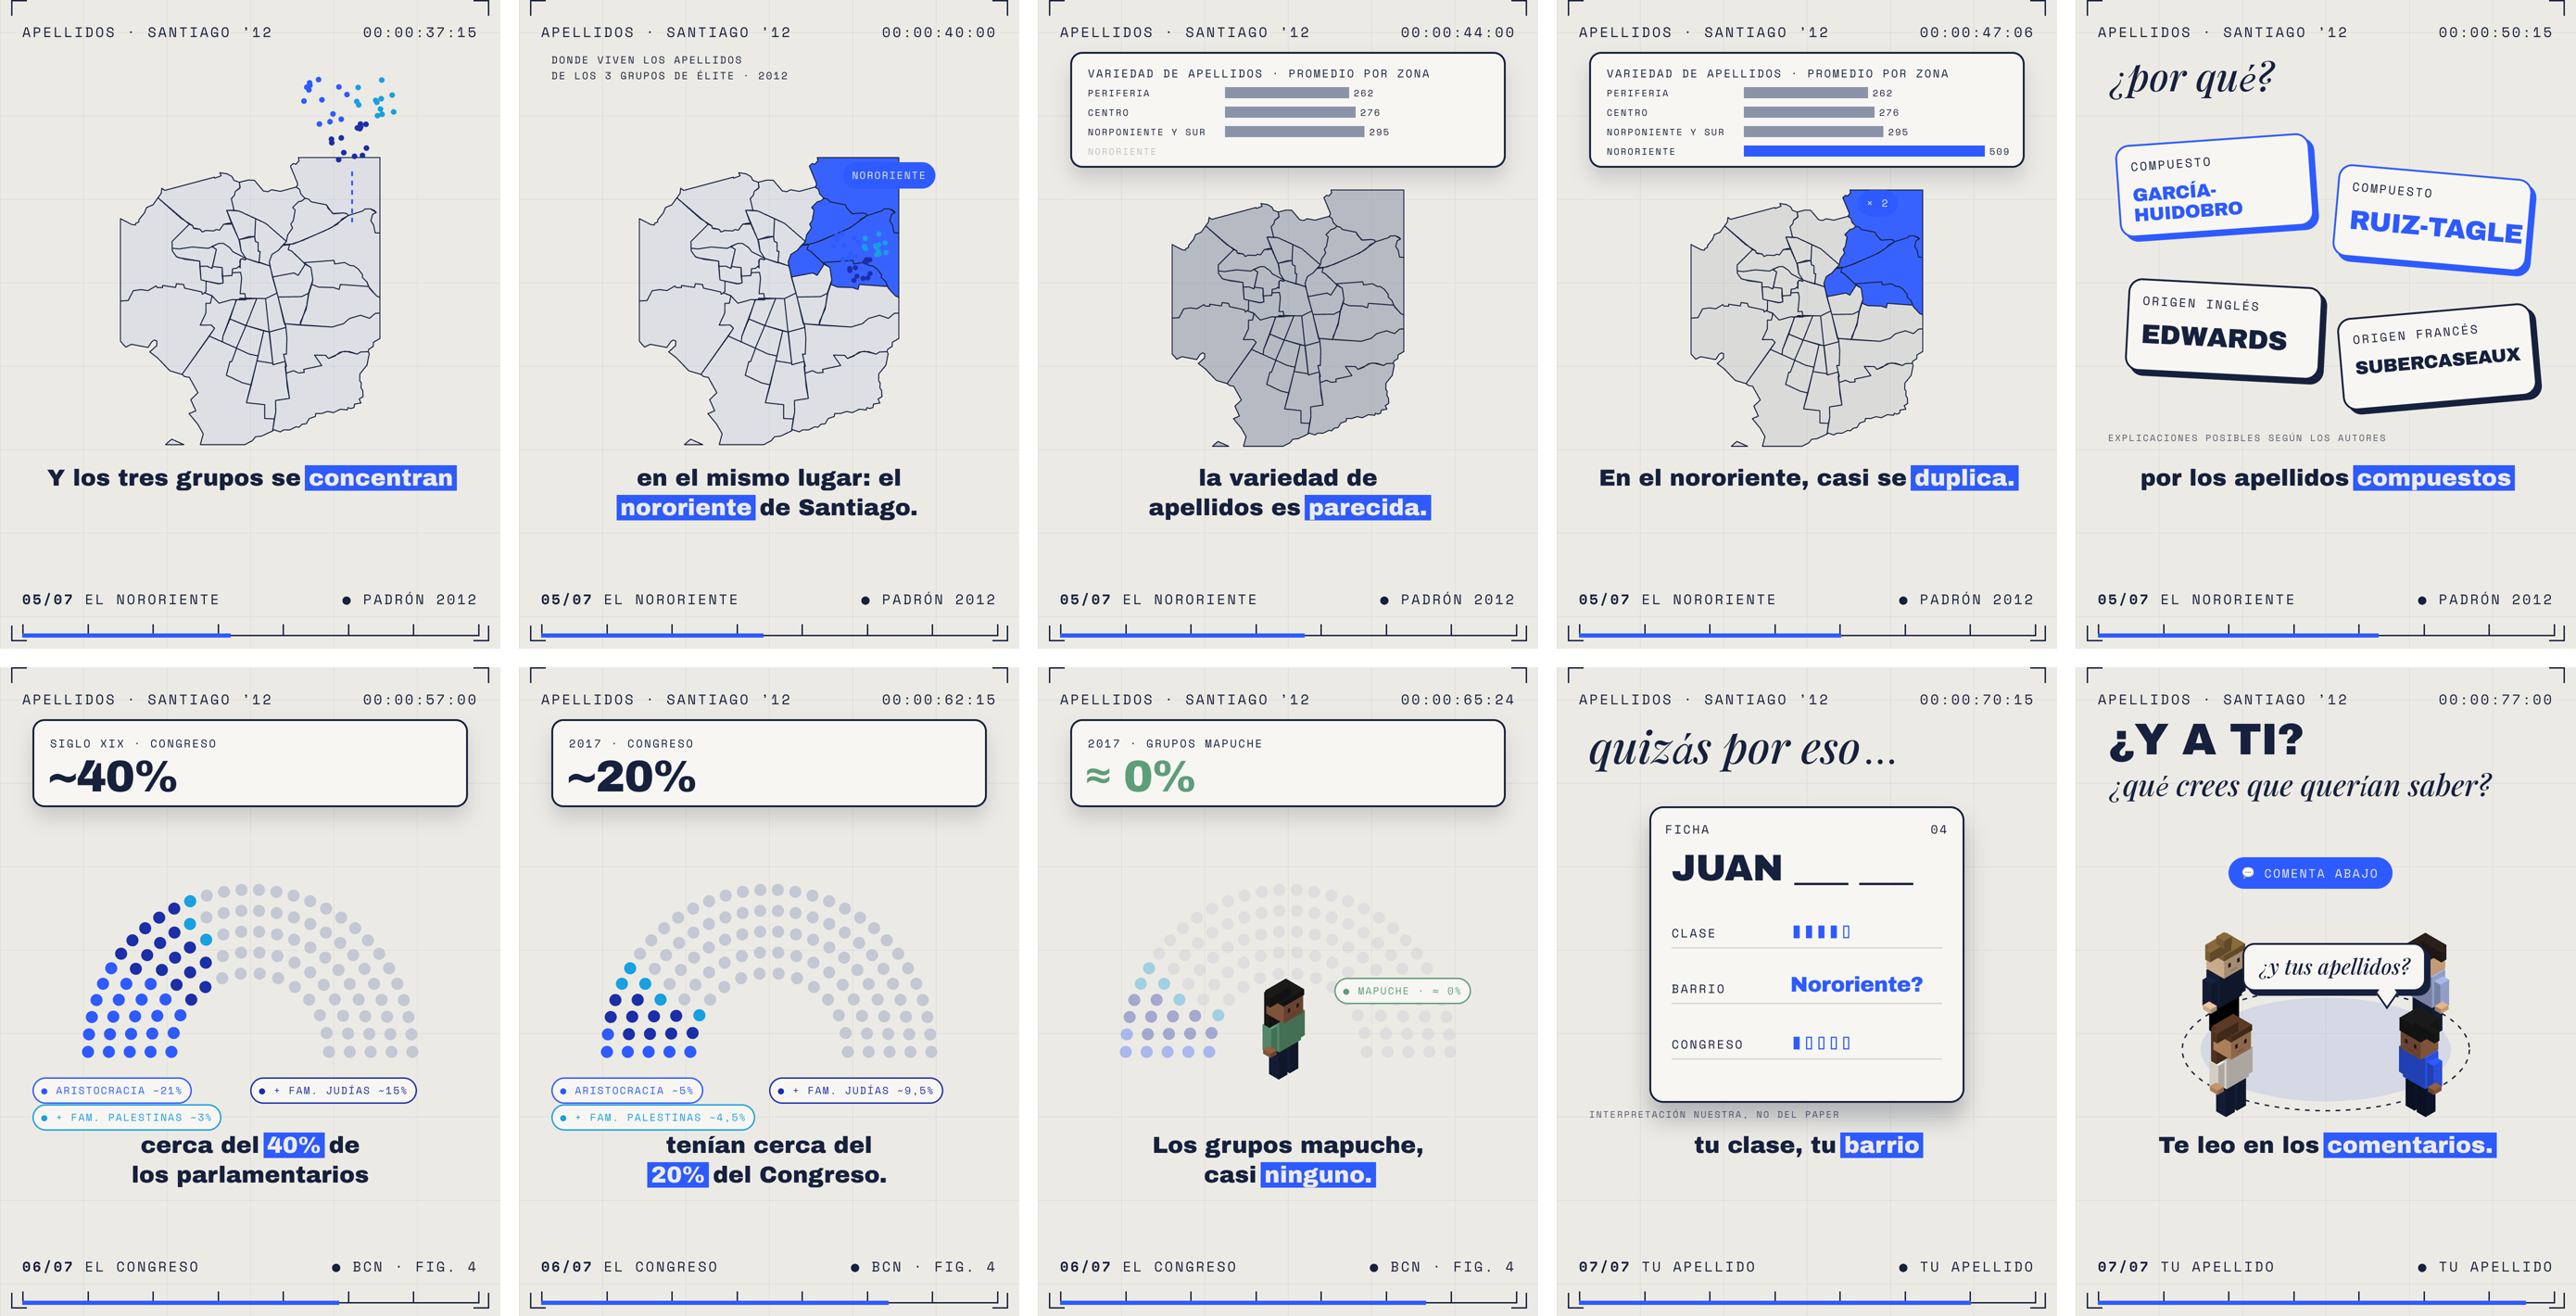 APELLIDOS · SANTIAGO '12 00:00:37:15
Y los tres grupos se concentran
05/07 EL NORORIENTE ● PADRÓN 2012
APELLIDOS · SANTIAGO '12 00:00:40:00
DONDE VIVEN LOS APELLIDOS
DE LOS 3 GRUPOS DE ÉLITE · 2012
NORORIENTE
en el mismo lugar: el
nororiente de Santiago.
05/07 EL NORORIENTE ● PADRÓN 2012
APELLIDOS · SANTIAGO '12 00:00:44:00
VARIEDAD DE APELLIDOS · PROMEDIO POR ZONA
PERIFERIA 262
CENTRO 276
NORPONIENTE Y SUR 295
NORORIENTE
la variedad de
apellidos es parecida.
05/07 EL NORORIENTE ● PADRÓN 2012
APELLIDOS · SANTIAGO '12 00:00:47:06
VARIEDAD DE APELLIDOS · PROMEDIO POR ZONA
PERIFERIA 262
CENTRO 276
NORPONIENTE Y SUR 295
NORORIENTE 509
× 2
En el nororiente, casi se duplica.
05/07 EL NORORIENTE ● PADRÓN 2012
APELLIDOS · SANTIAGO '12 00:00:50:15
¿por qué?
COMPUESTO
GARCÍA-
HUIDOBRO
COMPUESTO
RUIZ-TAGLE
ORIGEN INGLÉS
EDWARDS
ORIGEN FRANCÉS
SUBERCASEAUX
EXPLICACIONES POSIBLES SEGÚN LOS AUTORES
por los apellidos compuestos
05/07 EL NORORIENTE ● PADRÓN 2012
APELLIDOS · SANTIAGO '12 00:00:57:00
SIGLO XIX · CONGRESO
~40%
● ARISTOCRACIA ~21% ● + FAM. JUDÍAS ~15%
● + FAM. PALESTINAS ~3%
cerca del 40% de
los parlamentarios
06/07 EL CONGRESO ● BCN · FIG. 4
APELLIDOS · SANTIAGO '12 00:00:62:15
2017 · CONGRESO
~20%
● ARISTOCRACIA ~5% ● + FAM. JUDÍAS ~9,5%
● + FAM. PALESTINAS ~4,5%
tenían cerca del
20% del Congreso.
06/07 EL CONGRESO ● BCN · FIG. 4
APELLIDOS · SANTIAGO '12 00:00:65:24
2017 · GRUPOS MAPUCHE
≈ 0%
● MAPUCHE · ≈ 0%
Los grupos mapuche,
casi ninguno.
06/07 EL CONGRESO ● BCN · FIG. 4
APELLIDOS · SANTIAGO '12 00:00:70:15
quizás por eso...
FICHA 04
JUAN ___ ___
CLASE
BARRIO Nororiente?
CONGRESO
INTERPRETACIÓN NUESTRA, NO DEL PAPER
tu clase, tu barrio
07/07 TU APELLIDO ● TU APELLIDO
APELLIDOS · SANTIAGO '12 00:00:77:00
¿Y A TI?
¿qué crees que querían saber?
💬 COMENTA ABAJO
¿y tus apellidos?
Te leo en los comentarios.
07/07 TU APELLIDO ● TU APELLIDO